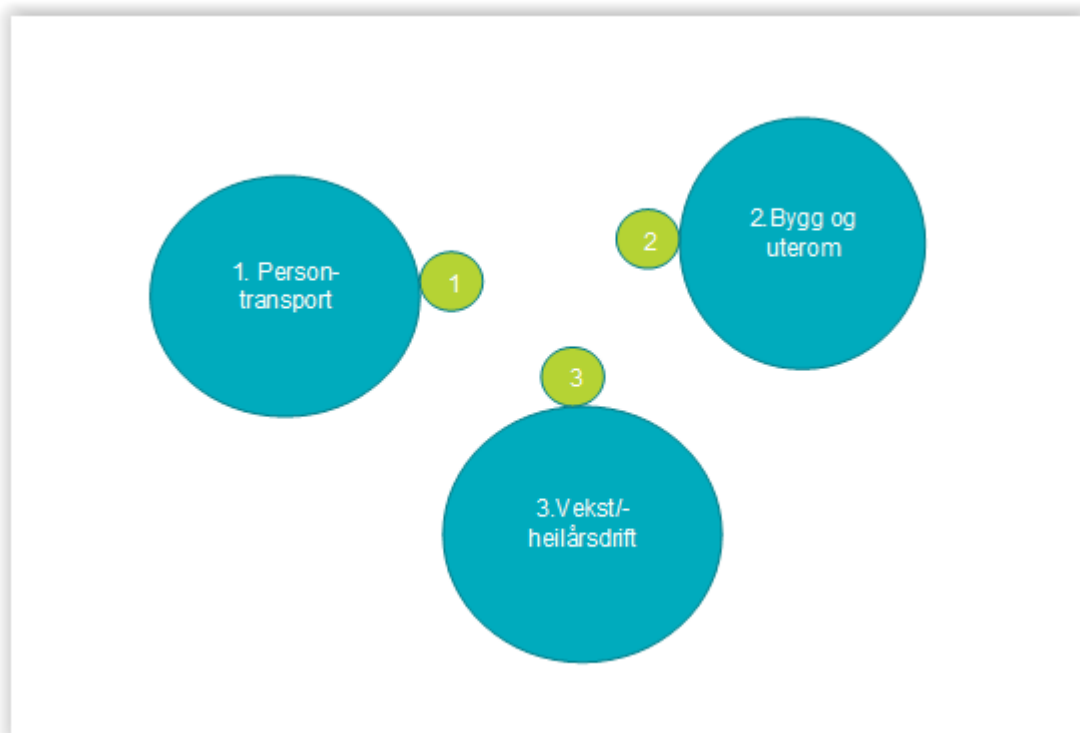 1. Person-
transport
1
2
2.Bygg og
uterom
3
3.Vekst/-
heilårsdrift